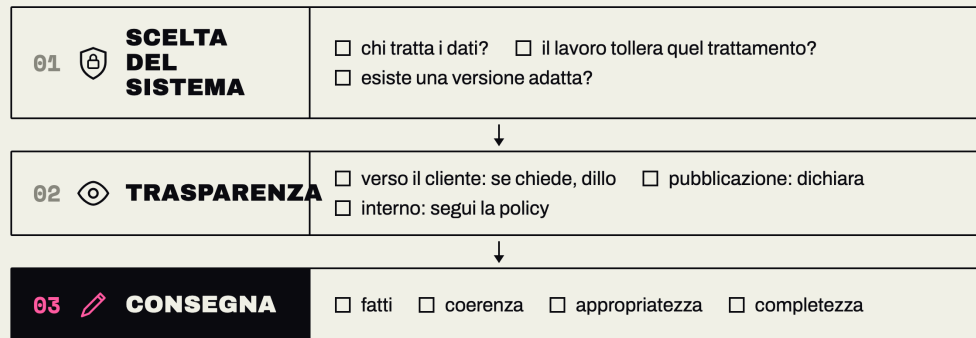 01
SCELTA
DEL
SISTEMA
chi tratta i dati?
il lavoro tollera quel trattamento?
esiste una versione adatta?
02
TRASPARENZA
verso il cliente: se chiede, dillo
pubblicazione: dichiara
interno: segui la policy
03
CONSEGNA
fatti
coerenza
appropriatezza
completezza